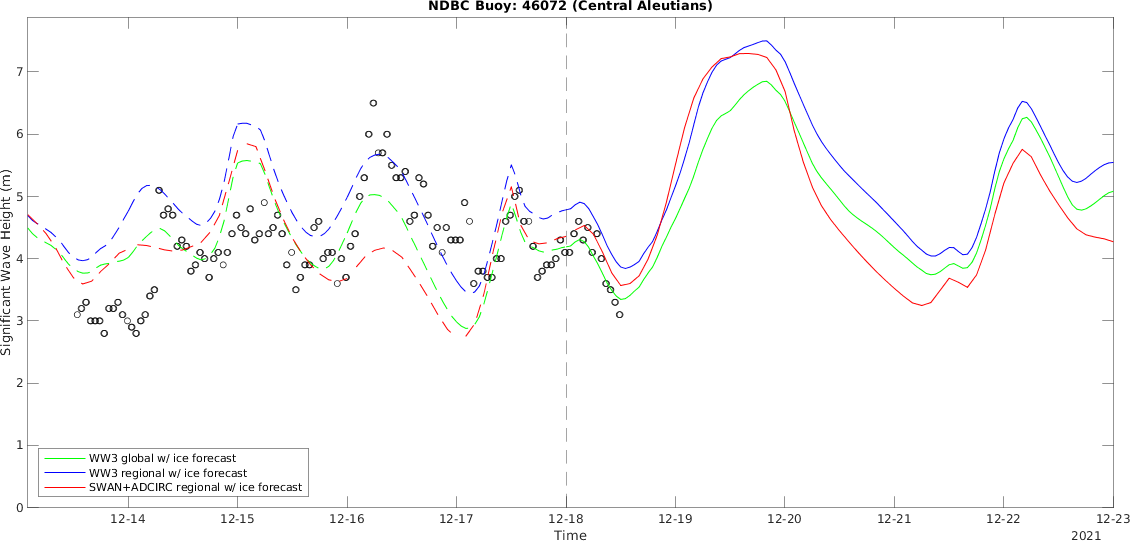 NDBC Buoy: 46072 (Central Aleutians)
Significant Wave Height (m)
7
6
5
4
3
2
1
0
WW3 global w/ ice forecast
WW3 regional w/ ice forecast
SWAN+ADCIRC regional w/ ice forecast
12-14 12-15 12-16 12-17 12-18 12-19 12-20 12-21 12-22 12-23
Time
2021